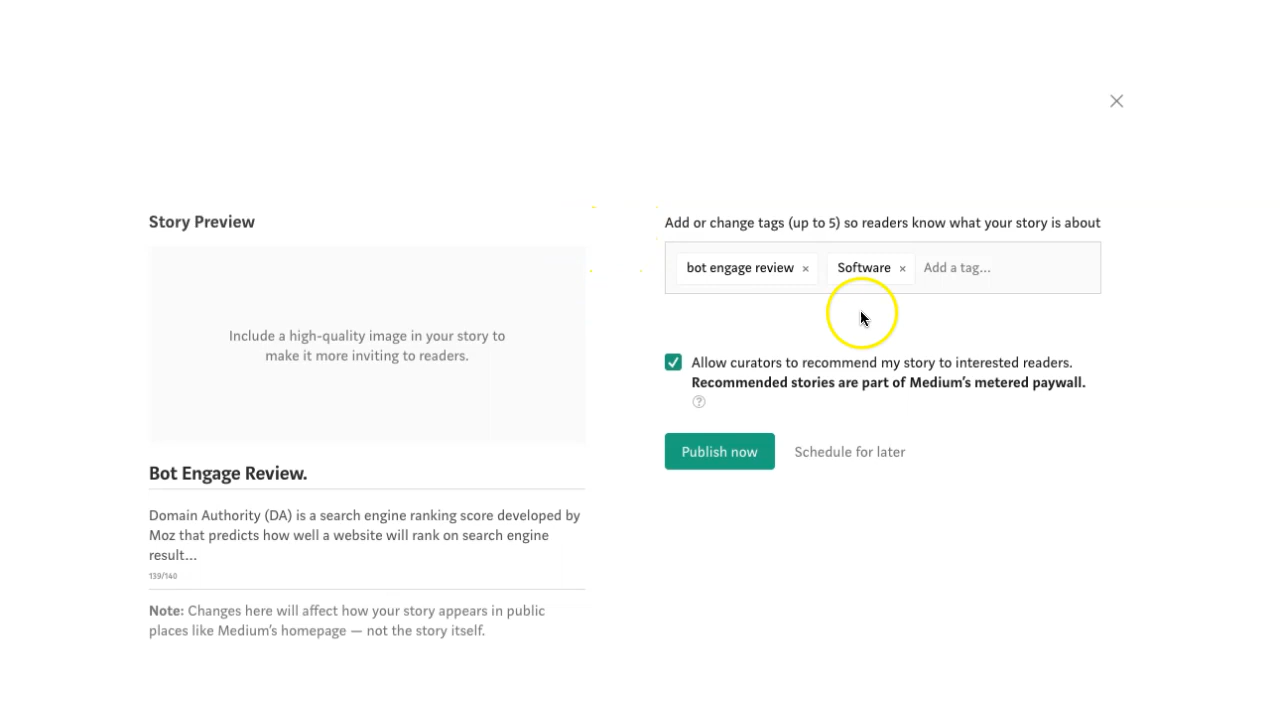 Story Preview
Include a high-quality image in your story to
make it more inviting to readers.
Bot Engage Review.
Domain Authority (DA) is a search engine ranking score developed by
Moz that predicts how well a website will rank on search engine
result...
139/140
Note: Changes here will affect how your story appears in public
places like Medium's homepage — not the story itself.
Add or change tags (up to 5) so readers know what your story is about
bot engage review × Software × Add a tag...
Allow curators to recommend my story to interested readers.
Recommended stories are part of Medium's metered paywall.
?
Publish now Schedule for later